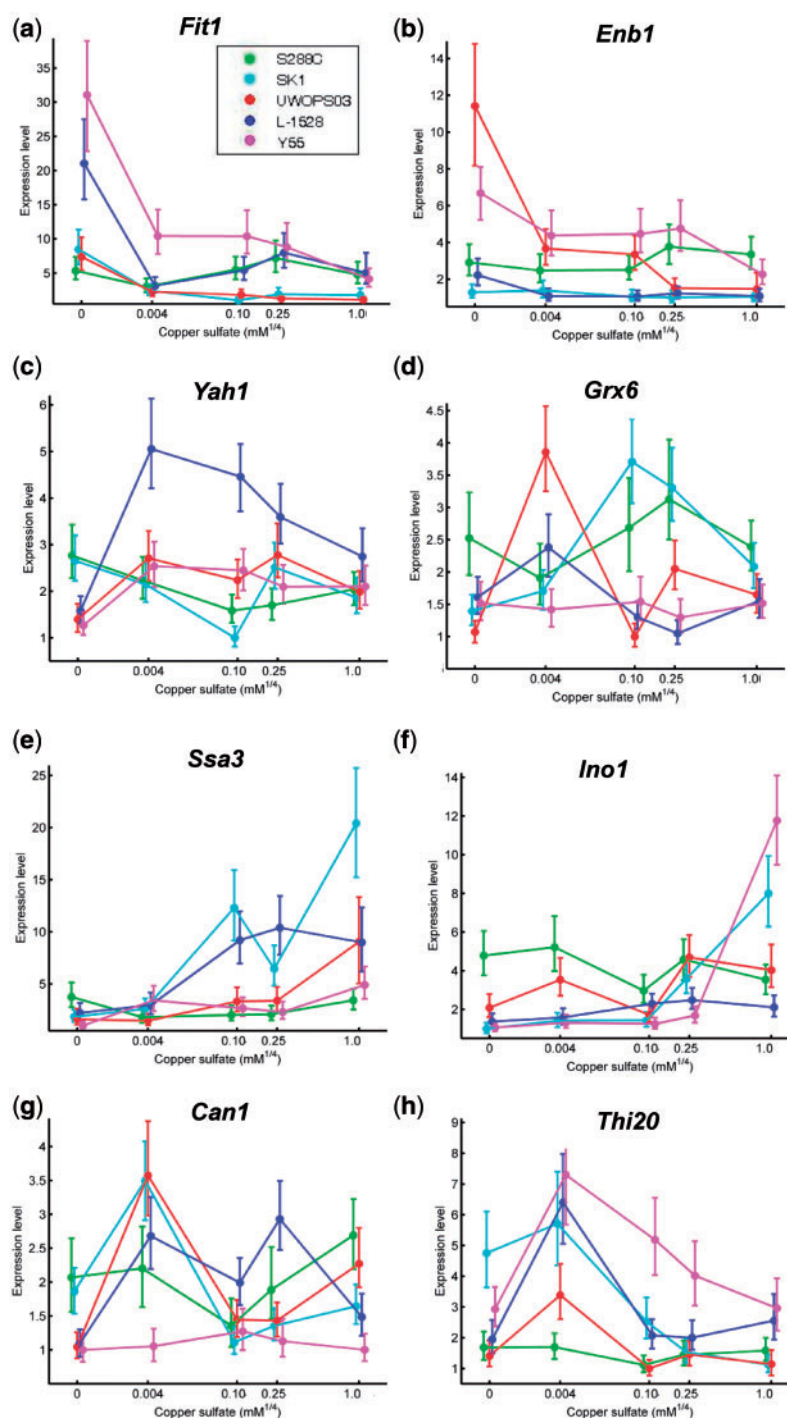 (a) Fit1
Expression level
35
30
25
20
15
10
5
S288C
SK1
UWOPS03
L-1528
Y55
0 0.004 0.10 0.25 1.0
Copper sulfate (mM1/4)
(b) Enb1
Expression level
14
12
10
8
6
4
2
0 0.004 0.10 0.25 1.0
Copper sulfate (mM1/4)
(c) Yah1
Expression level
6
5
4
3
2
1
0 0.004 0.10 0.25 1.0
Copper sulfate (mM1/4)
(d) Grx6
Expression level
4.5
4
3.5
3
2.5
2
1.5
1
0 0.004 0.10 0.25 1.0
Copper sulfate (mM1/4)
(e) Ssa3
Expression level
25
20
15
10
5
0 0.004 0.10 0.25 1.0
Copper sulfate (mM1/4)
(f) Ino1
Expression level
14
12
10
8
6
4
2
0 0.004 0.10 0.25 1.0
Copper sulfate (mM1/4)
(g) Can1
Expression level
4
3.5
3
2.5
2
1.5
1
0 0.004 0.10 0.25 1.0
Copper sulfate (mM1/4)
(h) Thi20
Expression level
9
8
7
6
5
4
3
2
1
0 0.004 0.10 0.25 1.0
Copper sulfate (mM1/4)